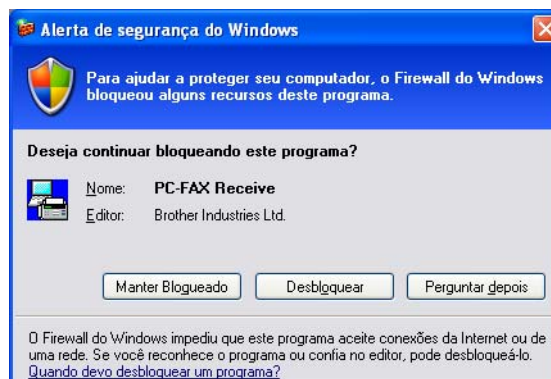 Alerta de segurança do Windows
Para ajudar a proteger seu computador, o Firewall do Windows
bloqueou alguns recursos deste programa.
Deseja continuar bloqueando este programa?
Nome: PC-FAX Receive
Editor: Brother Industries Ltd.
Manter Blogueado Desbloquear Perguntar depois
O Firewall do Windows impediu que este programa aceite conexões da Internet ou de
uma rede. Se você reconhece o programa ou confia no editor, pode desbloqueá-lo.
Quando devo desbloquear um programa?